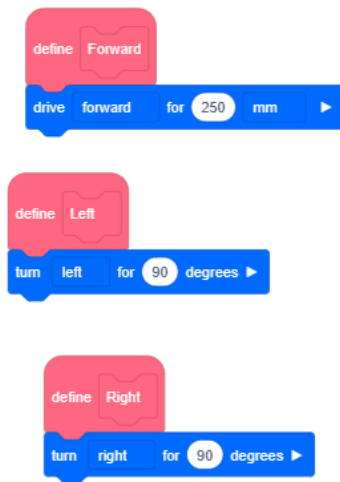 define Forward
drive forward for 250 mm
define Left
turn left for 90 degrees
define Right
turn right for 90 degrees